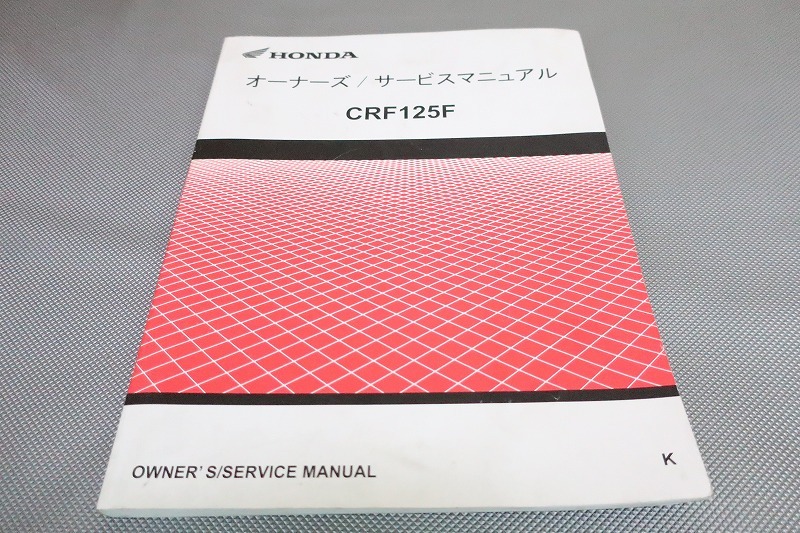 HONDA
オーナーズ / サービスマニュアル
CRF125F
OWNER'S/SERVICE MANUAL
K